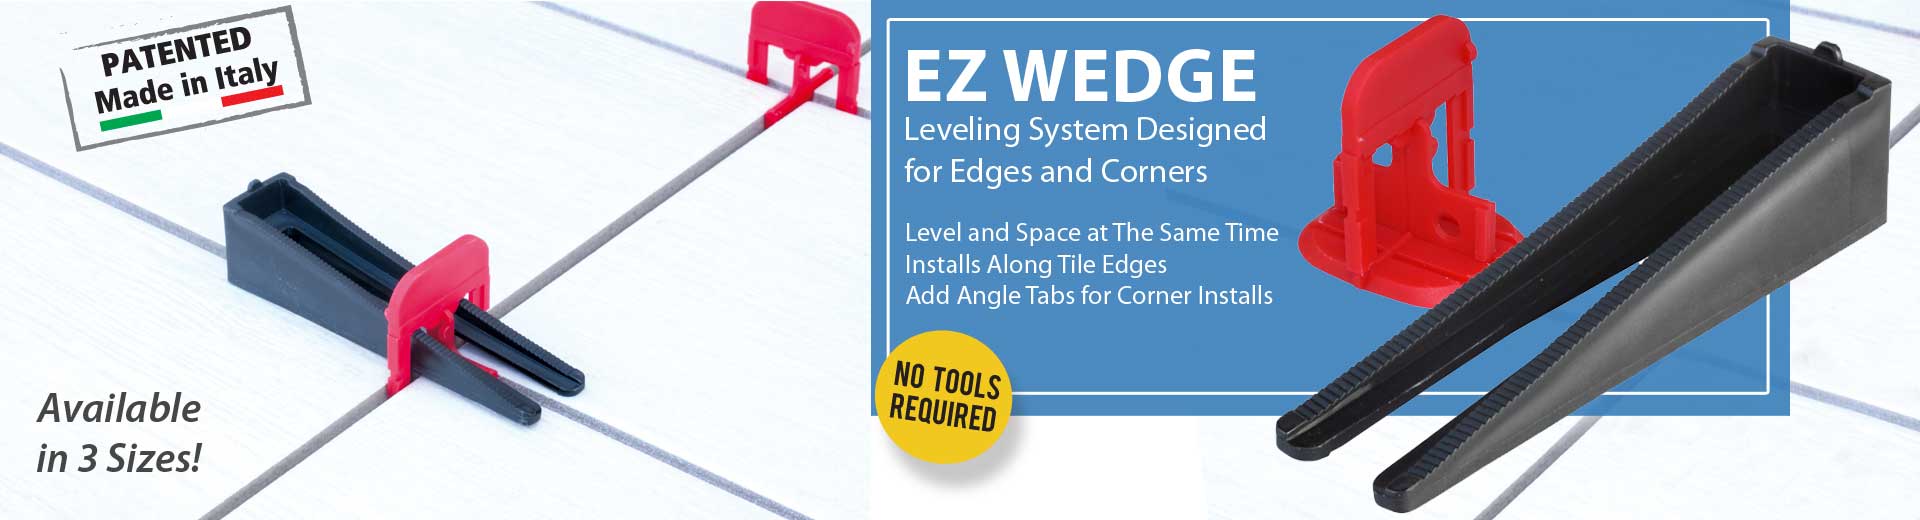 PATENTED
Made in Italy
Available
in 3 Sizes!
EZ WEDGE
Leveling System Designed
for Edges and Corners
Level and Space at The Same Time
Installs Along Tile Edges
Add Angle Tabs for Corner Installs
NO TOOLS
REQUIRED